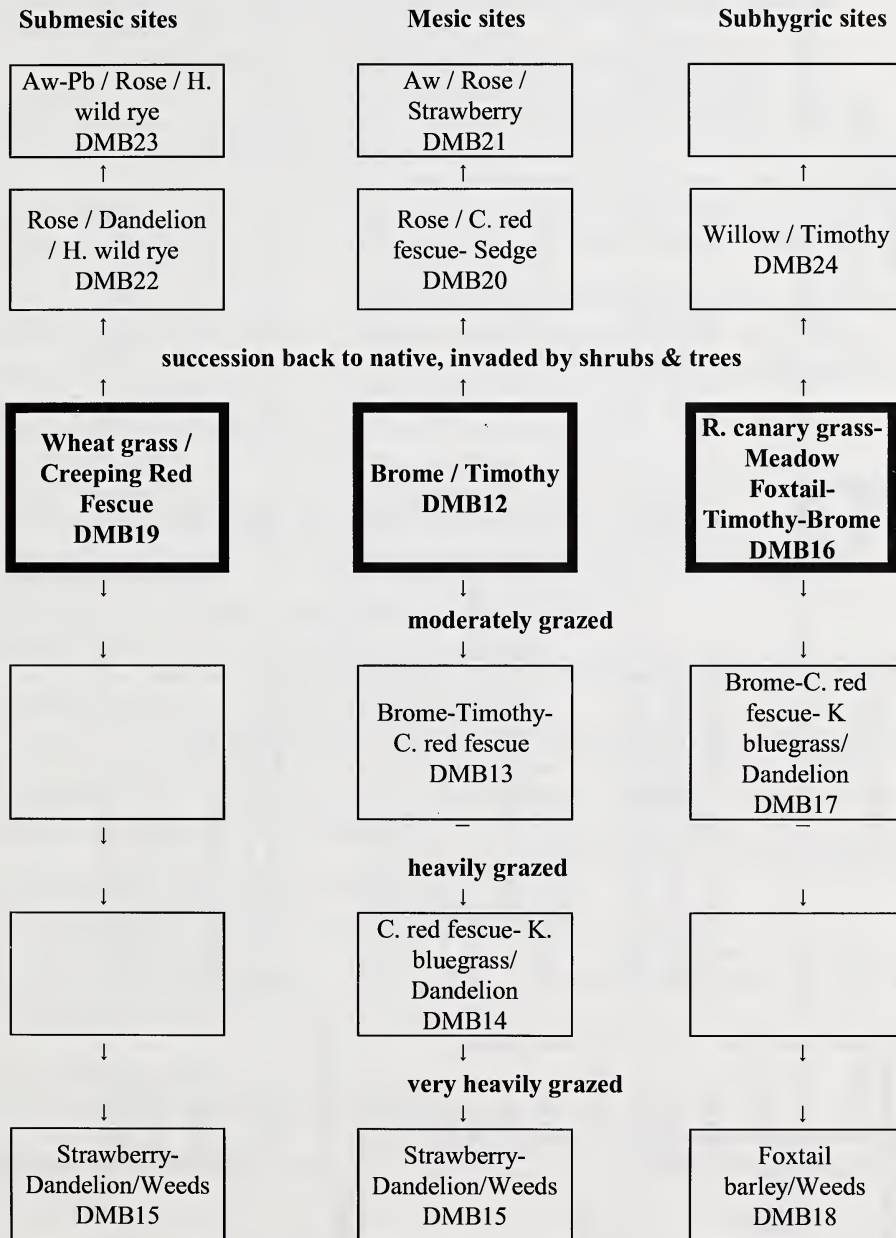 Submesic sites
Mesic sites
Subhygric sites
Aw-Pb / Rose / H.
wild rye
DMB23
Aw / Rose /
Strawberry
DMB21
Rose / Dandelion
/ H. wild rye
DMB22
Rose / C. red
fescue- Sedge
DMB20
Willow / Timothy
DMB24
succession back to native, invaded by shrubs & trees
Wheat grass /
Creeping Red
Fescue
DMB19
Brome / Timothy
DMB12
R. canary grass-
Meadow
Foxtail-
Timothy-Brome
DMB16
moderately grazed
Brome-Timothy-
C. red fescue
DMB13
Brome-C. red
fescue- K
bluegrass/
Dandelion
DMB17
heavily grazed
C. red fescue- K.
bluegrass/
Dandelion
DMB14
very heavily grazed
Strawberry-
Dandelion/Weeds
DMB15
Strawberry-
Dandelion/Weeds
DMB15
Foxtail
barley/Weeds
DMB18